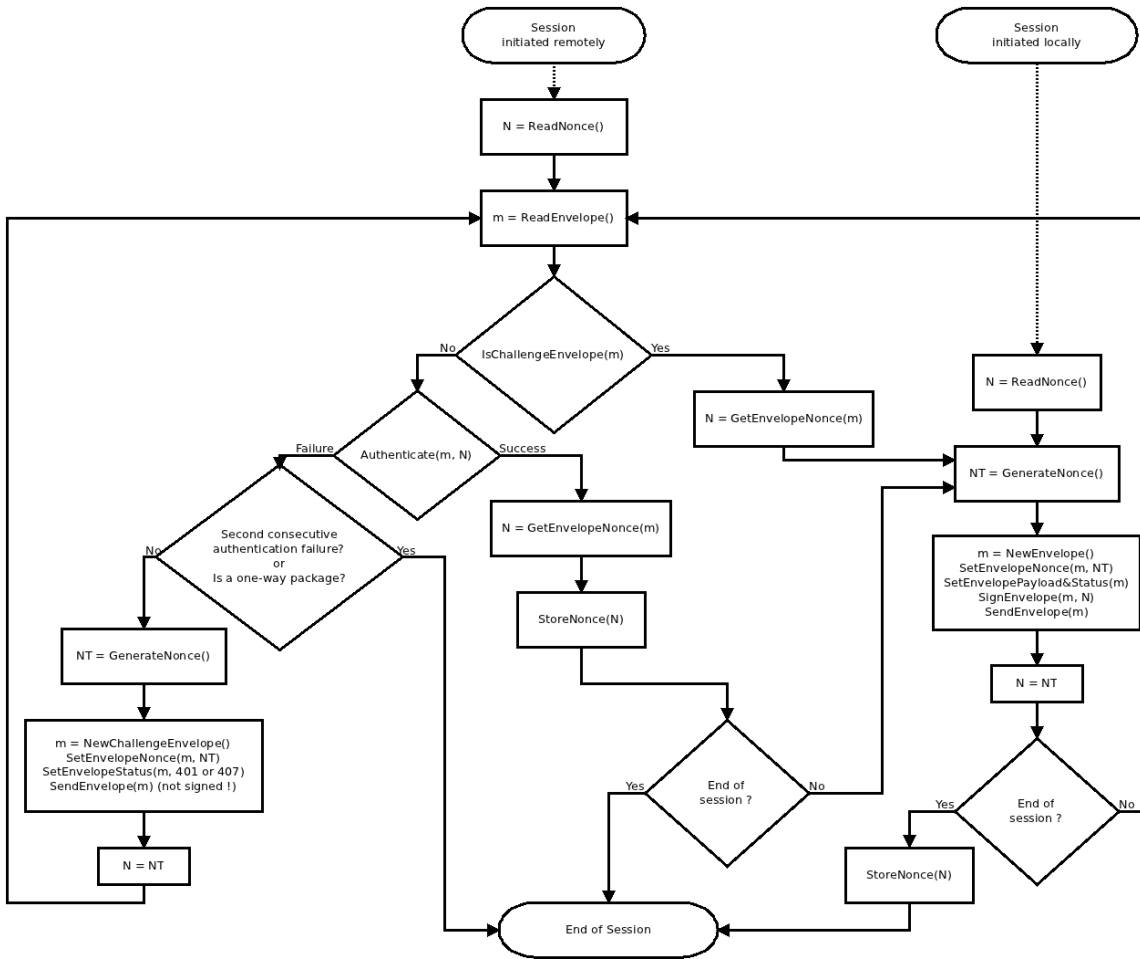 Session
initiated remotely
Session
initiated locally
N = ReadNonce()
m = ReadEnvelope()
IsChallengeEnvelope(m)
No
Yes
N = ReadNonce()
N = GetEnvelopeNonce(m)
Authenticate(m, N)
Failure
Success
NT = GenerateNonce()
Second consecutive
authentication failure?
or
Is a one-way package?
No
Yes
N = GetEnvelopeNonce(m)
m = NewEnvelope()
SetEnvelopeNonce(m, NT)
SetEnvelopePayload&Status(m)
SignEnvelope(m, N)
SendEnvelope(m)
StoreNonce(N)
NT = GenerateNonce()
N = NT
m = NewChallengeEnvelope()
SetEnvelopeNonce(m, NT)
SetEnvelopeStatus(m, 401 or 407)
SendEnvelope(m) (not signed !)
Yes
End of
session ?
No
Yes
End of
session ?
No
N = NT
StoreNonce(N)
End of Session